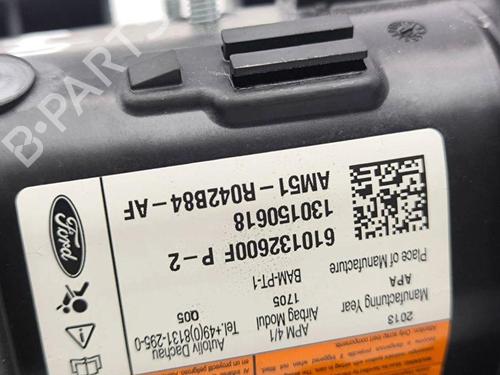 B-PARTS
Ford
AM51-R042B84-AF
130150618
610132600F P-2
BAM-PT-1
Place of Manufacture
APA
Manufacturing Year
2013
APM 4/1
Airbag Modul
1705
Autoliv Dachau
Tel.+49(0)8131-295-0
Q05